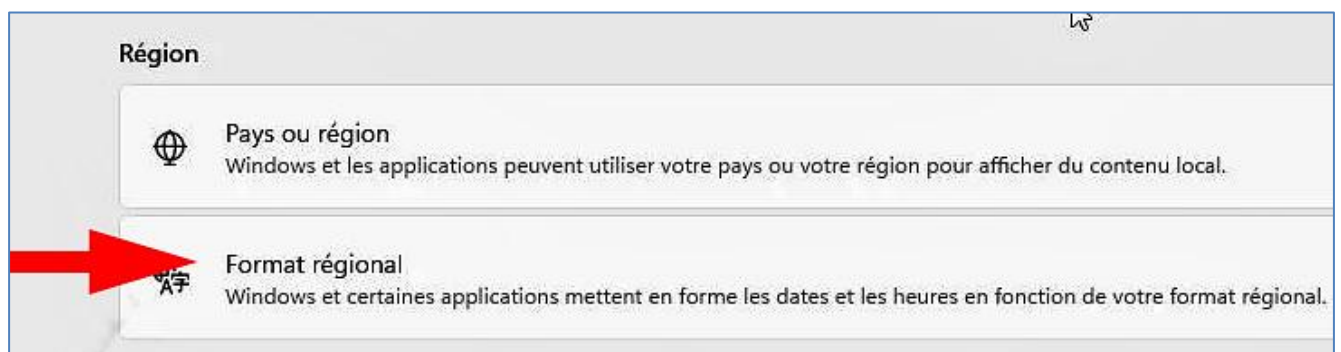 Région
Pays ou région
Windows et les applications peuvent utiliser votre pays ou votre région pour afficher du contenu local.
Format régional
Windows et certaines applications mettent en forme les dates et les heures en fonction de votre format régional.